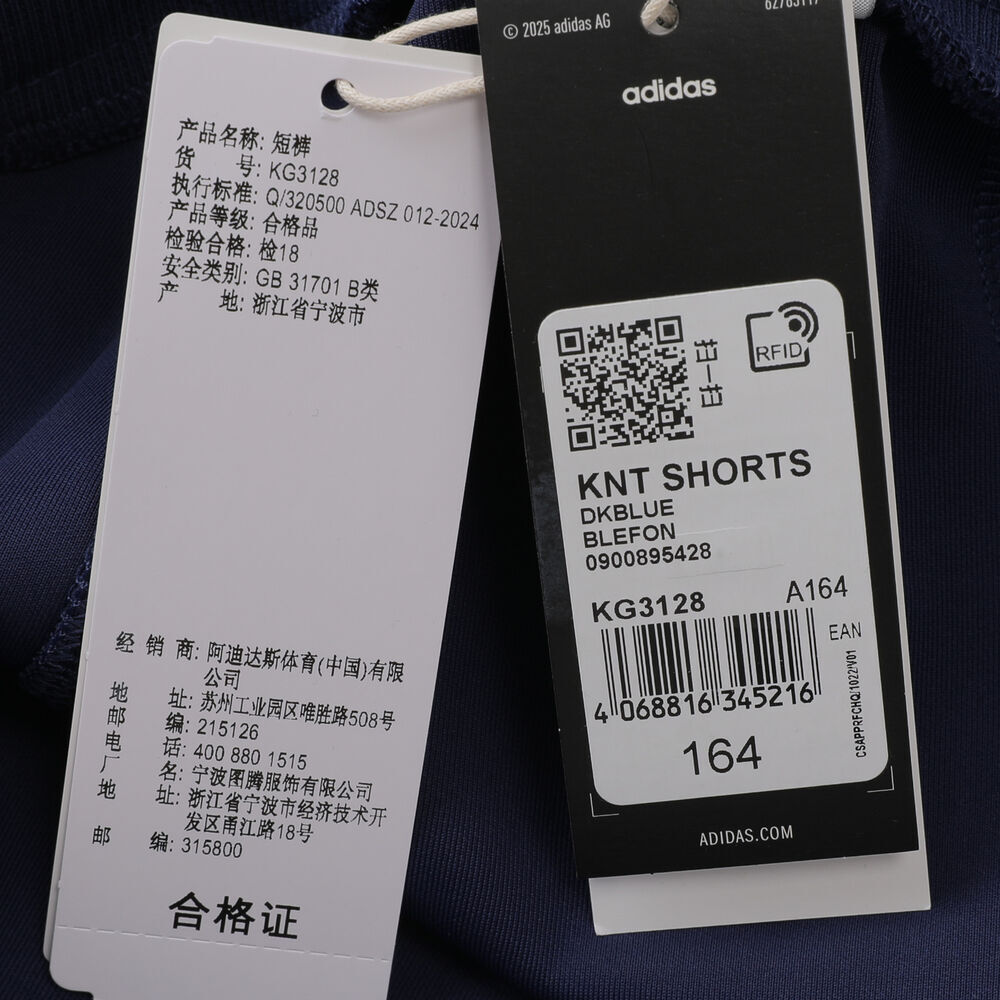 产品名称: 短裤
货 号: KG3128
执行标准: Q/320500 ADSZ 012-2024
产品等级: 合格品
检验合格: 检18
安全类别: GB 31701 B类
产 地: 浙江省宁波市
经 销 商: 阿迪达斯体育(中国)有限
公司
地 址: 苏州工业园区唯胜路508号
邮 编: 215126
电 话: 400 880 1515
厂 名: 宁波图腾服饰有限公司
地 址: 浙江省宁波市经济技术开
发区甬江路18号
邮 编: 315800
合格证
© 2025 adidas AG
adidas
RFID
KNT SHORTS
DKBLUE
BLEFON
0900895428
KG3128 A164
EAN
4 068816 345216
CSAPPRFCHQ/1022/V01
164
ADIDAS.COM